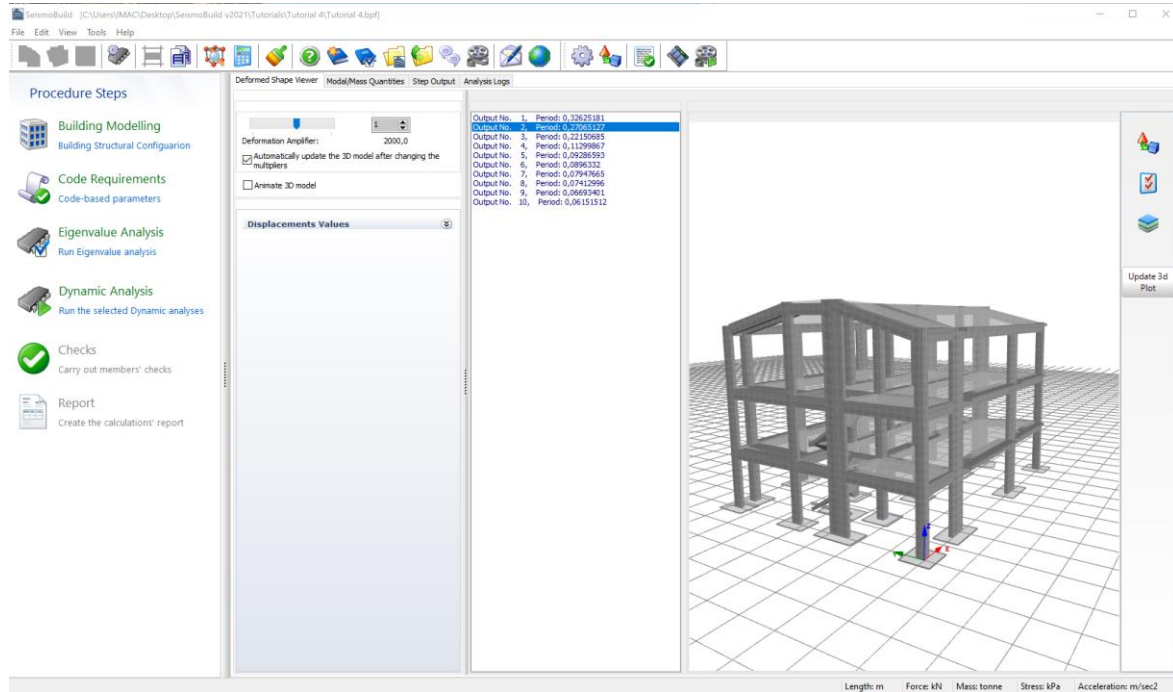 SeismoBuild [C:\Users\IMAC\Desktop\SeismoBuild v2021\Tutorials\Tutorial 4\Tutorial 4.bpf]
File Edit View Tools Help
Procedure Steps
Building Modelling
Building Structural Configuarion
Code Requirements
Code-based parameters
Eigenvalue Analysis
Run Eigenvalue analysis
Dynamic Analysis
Run the selected Dynamic analyses
Checks
Carry out members' checks
Report
Create the calculations' report
Deformed Shape Viewer Modal/Mass Quantities Step Output Analysis Logs
1
Deformation Amplifier: 2000,0
Automatically update the 3D model after changing the
multipliers
Animate 3D model
Displacements Values
Output No. 1, Period: 0,32625181
Output No. 2, Period: 0,27065127
Output No. 3, Period: 0,22150685
Output No. 4, Period: 0,11299867
Output No. 5, Period: 0,09286593
Output No. 6, Period: 0,0896332
Output No. 7, Period: 0,07947665
Output No. 8, Period: 0,07412996
Output No. 9, Period: 0,06693401
Output No. 10, Period: 0,06151512
Update 3d
Plot
Length: m Force: kN Mass: tonne Stress: kPa Acceleration: m/sec2